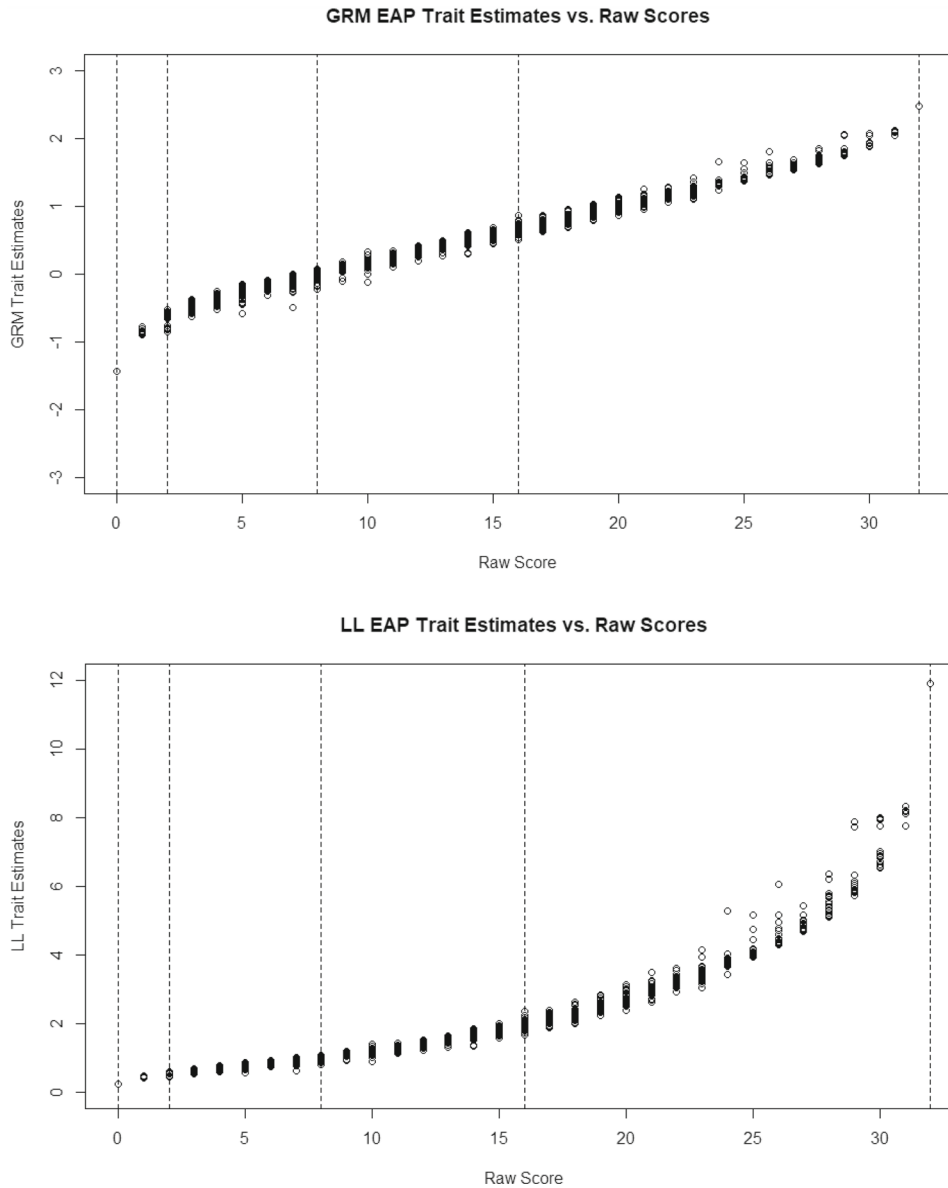 GRM EAP Trait Estimates vs. Raw Scores
GRM Trait Estimates
3
2
1
0
-1
-2
-3
0 5 10 15 20 25 30
Raw Score
LL EAP Trait Estimates vs. Raw Scores
LL Trait Estimates
12
10
8
6
4
2
0
0 5 10 15 20 25 30
Raw Score